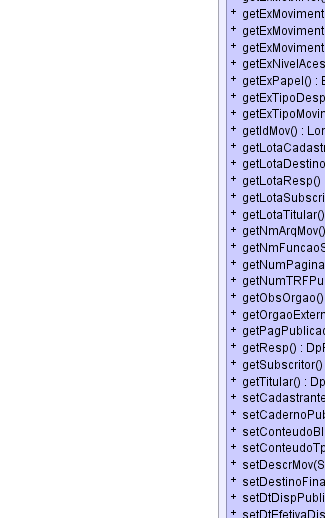 + getExMoviment
+ getExMoviment
+ getExMoviment
+ getExNivelAces
+ getExPapel() : E
+ getExTipoDesp
+ getExTipoMovin
+ getIdMov() : Lon
+ getLotaCadastr
+ getLotaDestino
+ getLotaResp()
+ getLotaSubscri
+ getLotaTitular()
+ getNmArqMov()
+ getNmFuncaoS
+ getNumPagina
+ getNumTRFPu
+ getObsOrgao()
+ getOrgaoExtern
+ getPagPublicac
+ getResp() : DpF
+ getSubscritor()
+ getTitular() : Dp
+ setCadastrante
+ setCadernoPub
+ setConteudoBl
+ setConteudoTp
+ setDescrMov(S
+ setDestinoFina
+ setDtDispPubli
+ setDtEfetivaDis